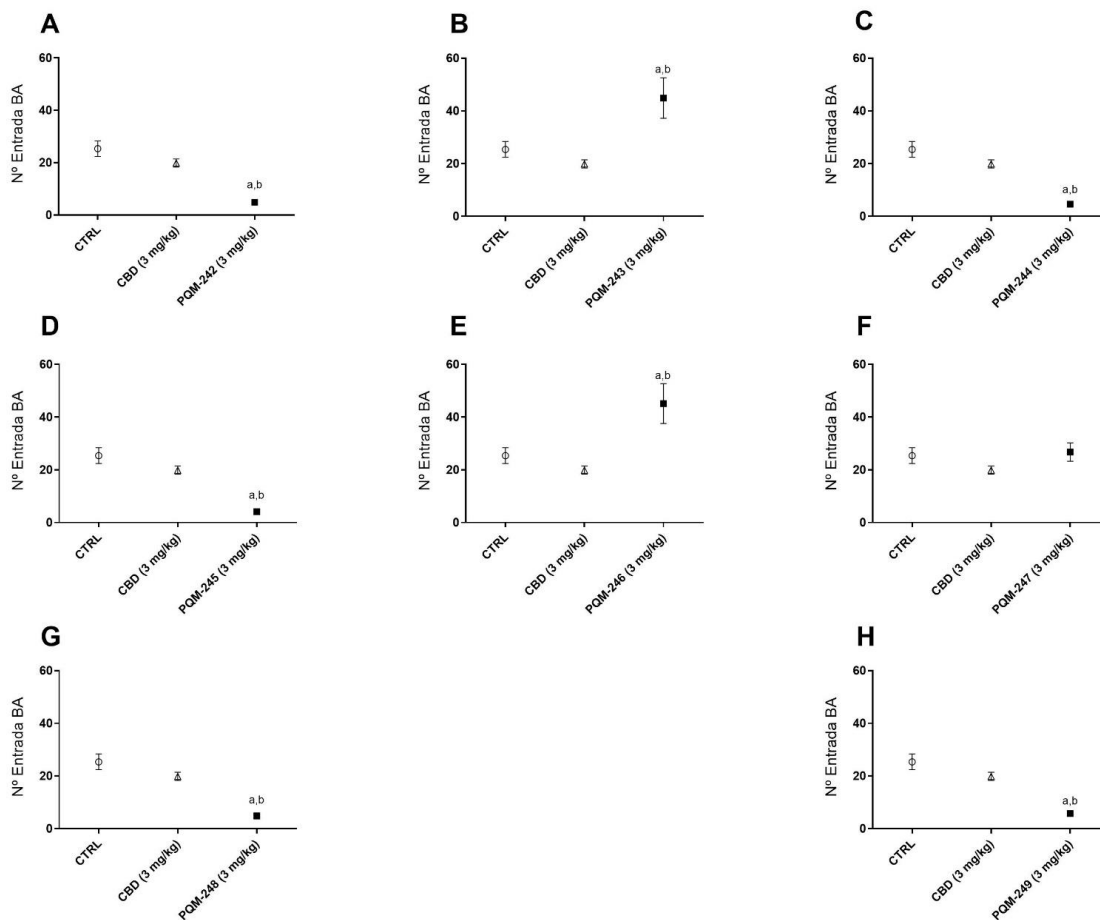 A
Nº Entrada BA
60
40
20
0
a,b
CTRL
CBD (3 mg/kg)
PQM-242 (3 mg/kg)
B
Nº Entrada BA
60
40
20
0
a,b
CTRL
CBD (3 mg/kg)
PQM-243 (3 mg/kg)
C
Nº Entrada BA
60
40
20
0
a,b
CTRL
CBD (3 mg/kg)
PQM-244 (3 mg/kg)
D
Nº Entrada BA
60
40
20
0
a,b
CTRL
CBD (3 mg/kg)
PQM-245 (3 mg/kg)
E
Nº Entrada BA
60
40
20
0
a,b
CTRL
CBD (3 mg/kg)
PQM-246 (3 mg/kg)
F
Nº Entrada BA
60
40
20
0
CTRL
CBD (3 mg/kg)
PQM-247 (3 mg/kg)
G
Nº Entrada BA
60
40
20
0
a,b
CTRL
CBD (3 mg/kg)
PQM-248 (3 mg/kg)
H
Nº Entrada BA
60
40
20
0
a,b
CTRL
CBD (3 mg/kg)
PQM-249 (3 mg/kg)